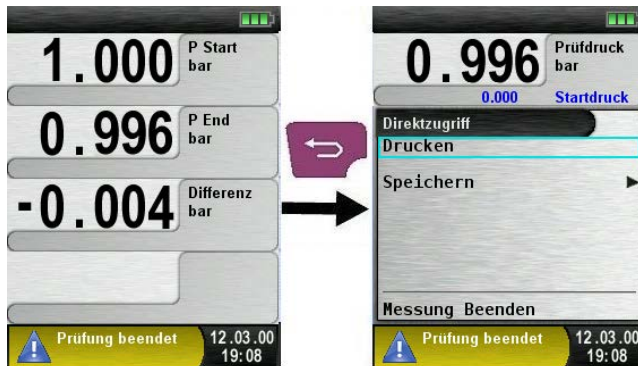 1.000 P Start bar
0.996 P End bar
-0.004 Differenz bar
Prüfung beendet 12.03.00 19:08
0.996 Prüfdruck bar
0.000 Startdruck
Direktzugriff
Drucken
Speichern
Messung Beenden
Prüfung beendet 12.03.00 19:08